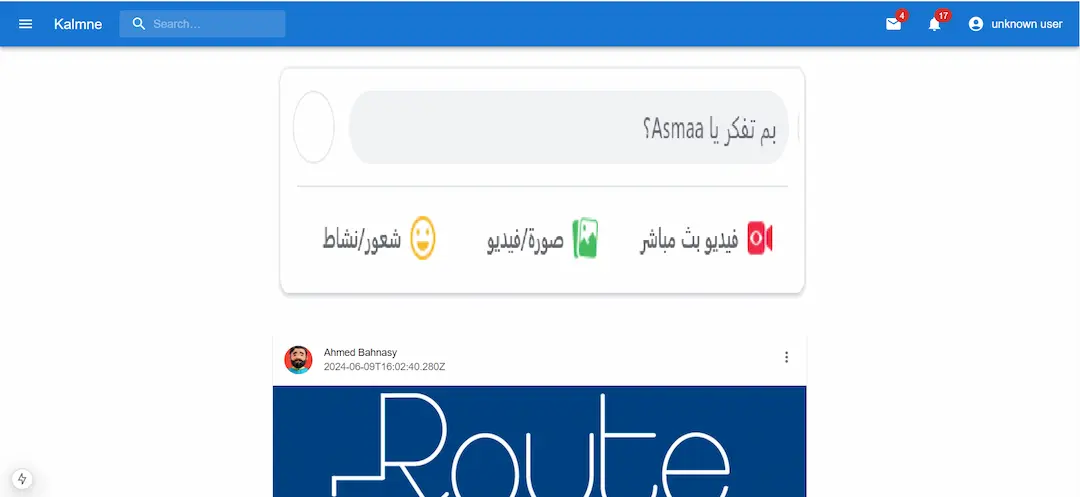 Kalmne
Search...
4
17
unknown user
بم تفكر يا Asmaa؟
فيديو بث مباشر
صورة/فيديو
شعور/نشاط
Ahmed Bahnasy
2024-06-09T16:02:40.280Z
Route